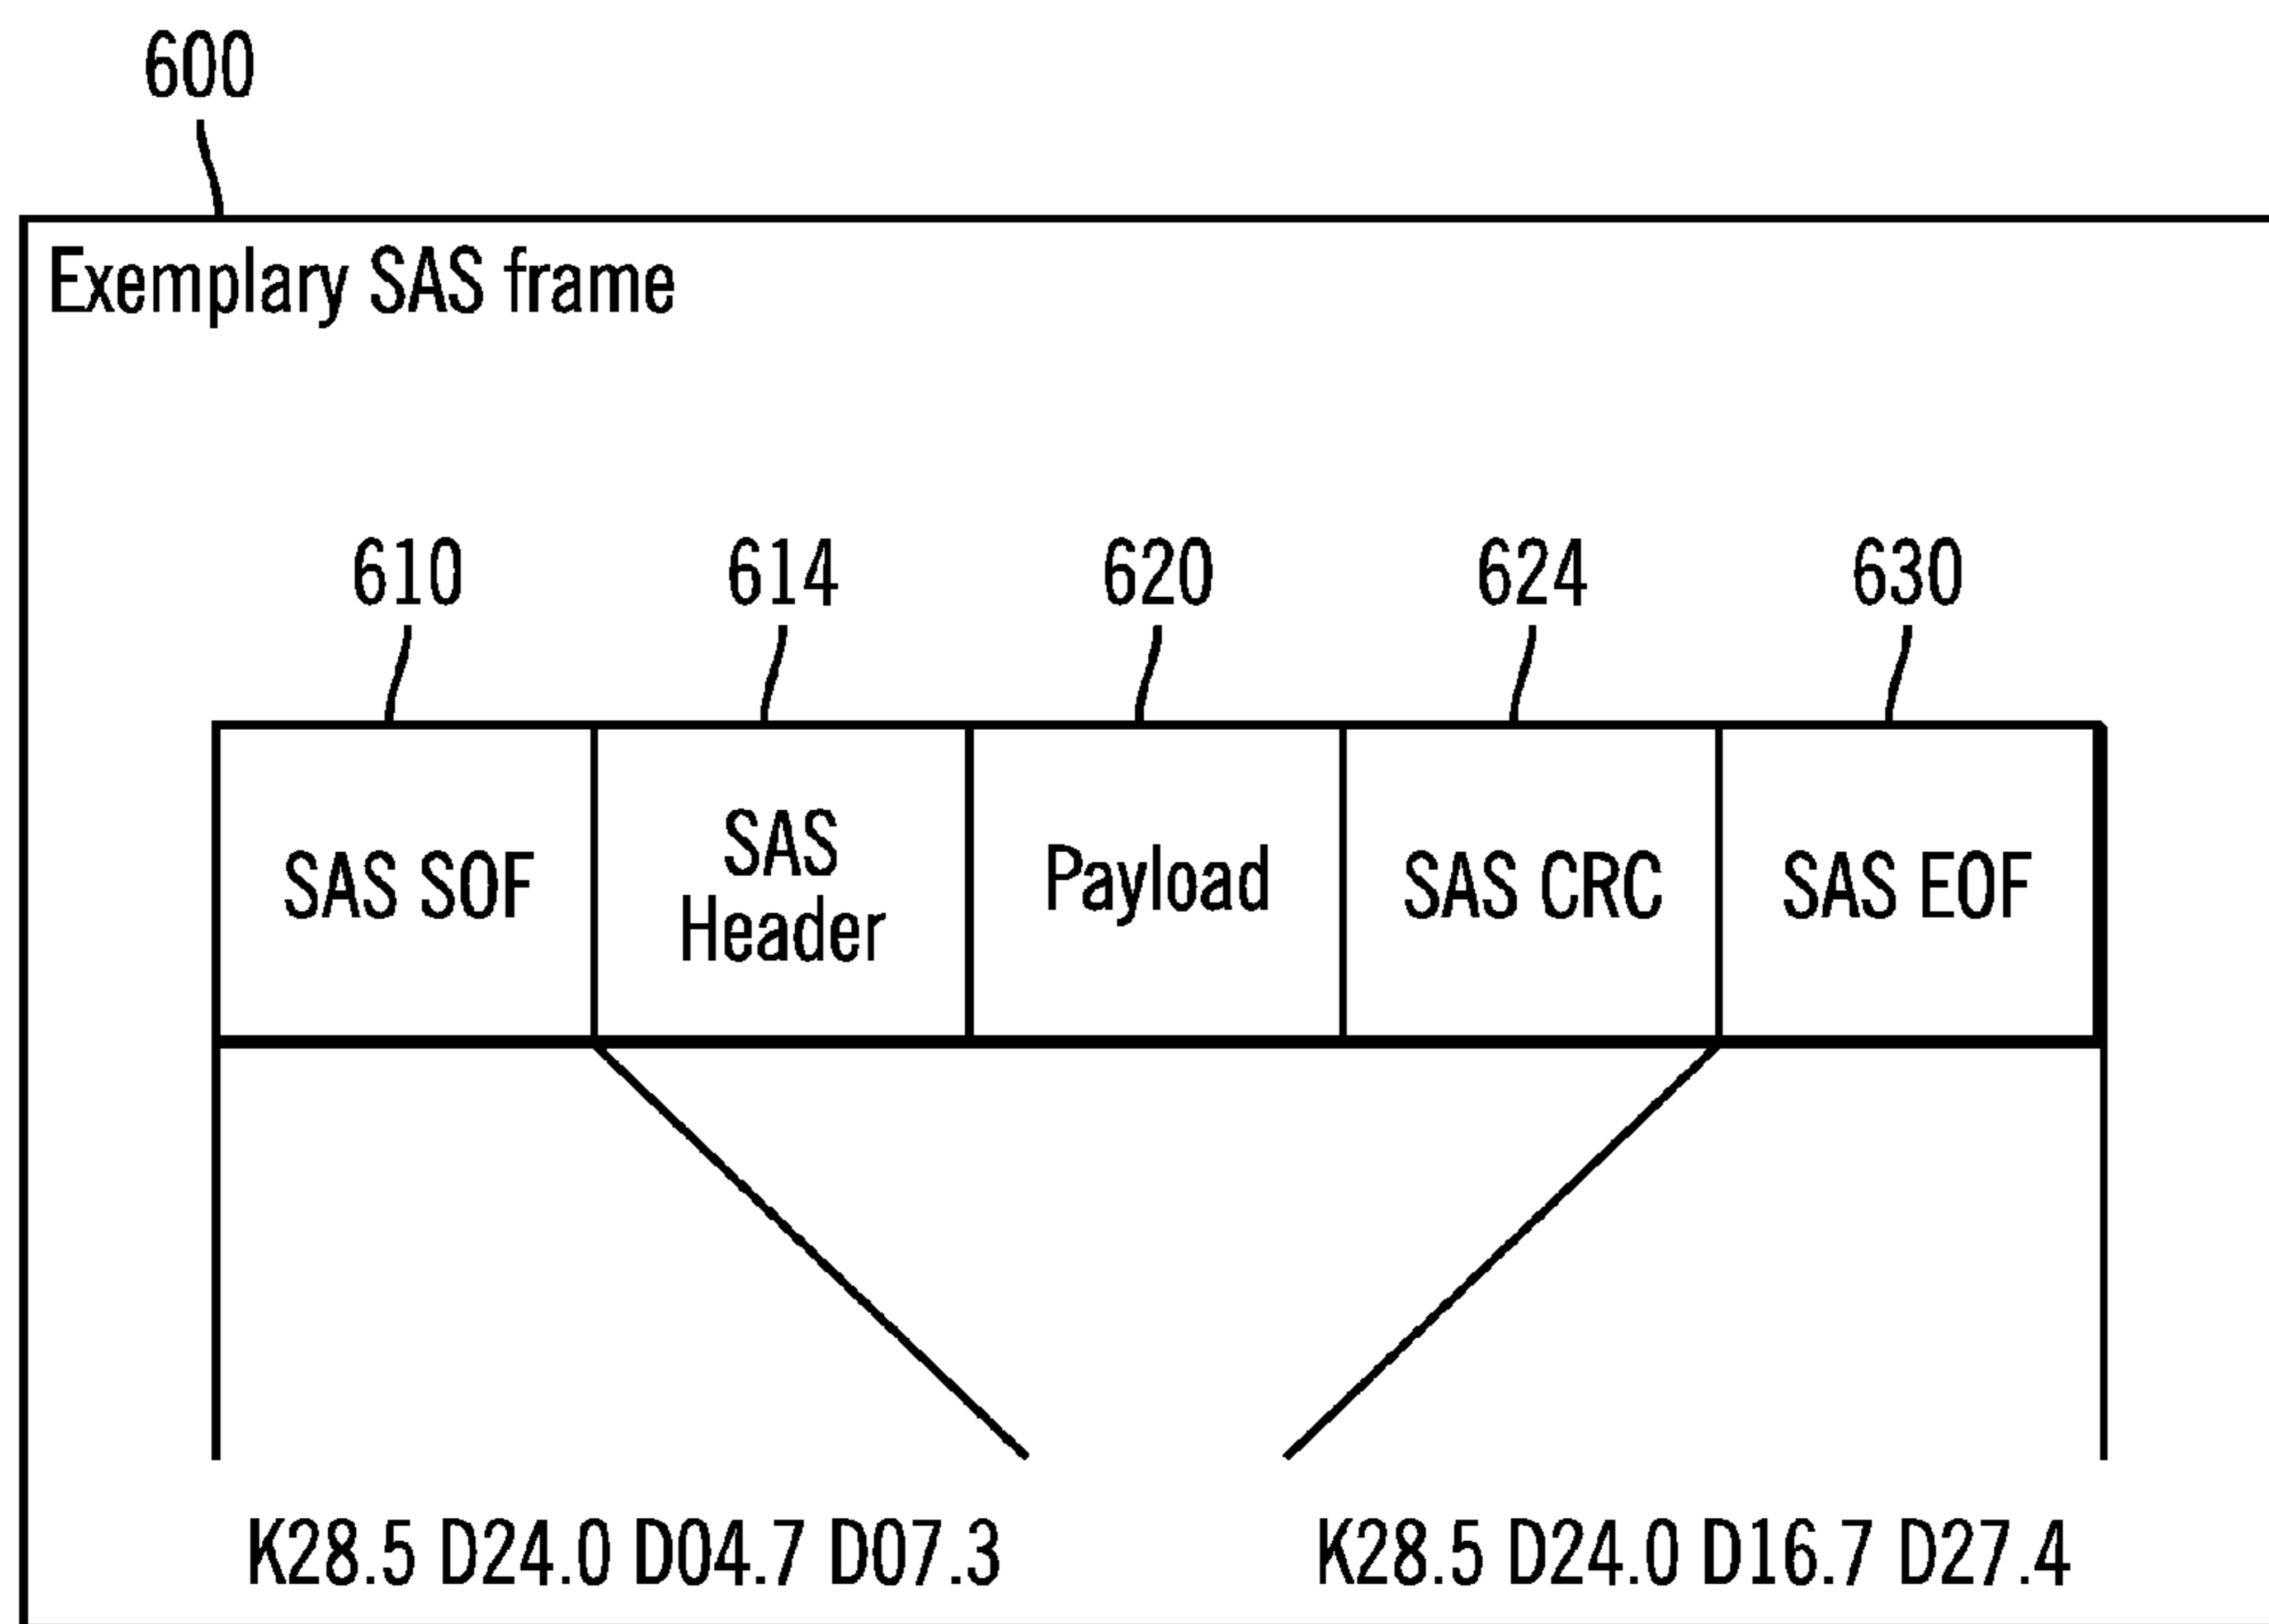 600
Exemplary SAS frame
610 614 620 624 630
SAS SOF
SAS
Header
Payload
SAS CRC
SAS EOF
K28.5 D24.0 D04.7 D07.3
K28.5 D24.0 D16.7 D27.4